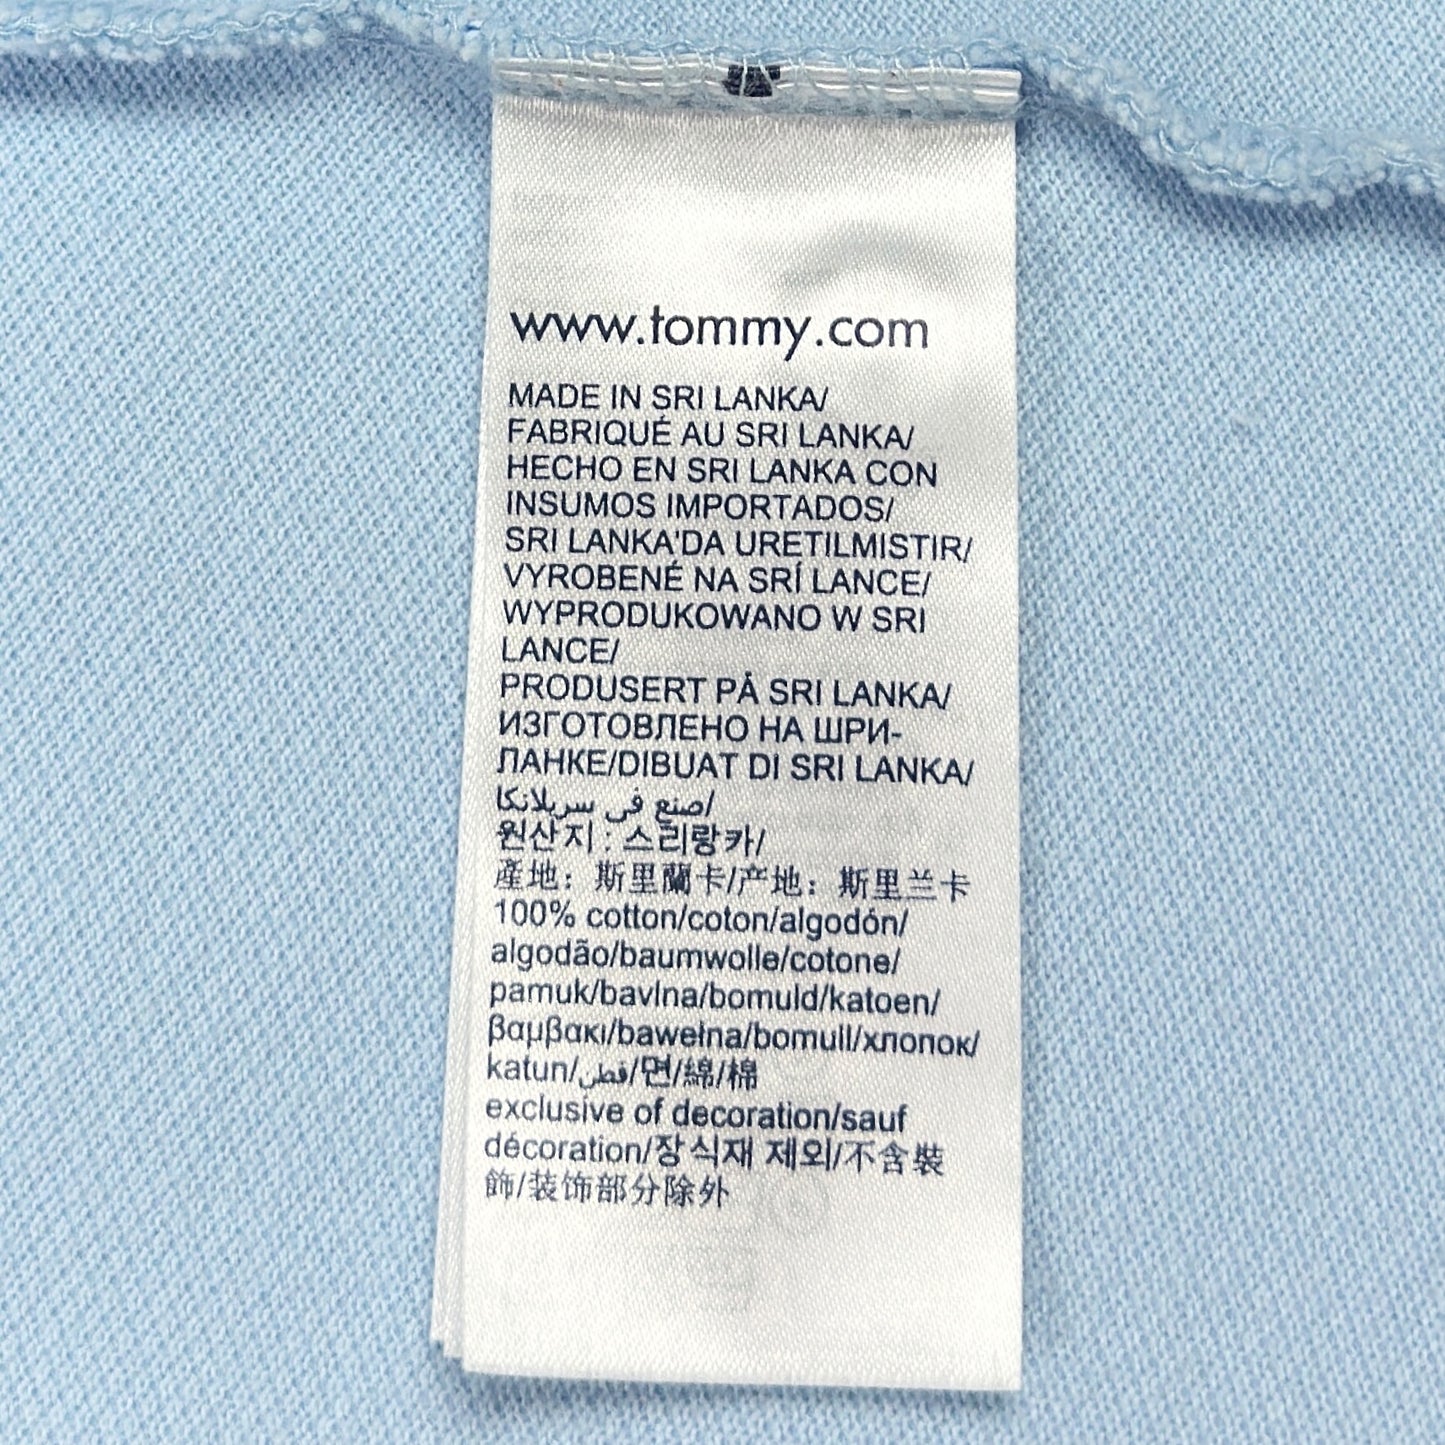 www.tommy.com
MADE IN SRI LANKA/
FABRIQUÉ AU SRI LANKA/
HECHO EN SRI LANKA CON
INSUMOS IMPORTADOS/
SRI LANKA'DA URETILMISTIR/
VYROBENÉ NA SRÍ LANCE/
WYPRODUKOWANO W SRI
LANCE/
PRODUSERT PÅ SRI LANKA/
ИЗГОТОВЛЕНО НА ШРИ-
ЛАНКЕ/DIBUAT DI SRI LANKA/
صنع في سريلانكا/
원산지 : 스리랑카/
產地：斯里蘭卡/产地：斯里兰卡
100% cotton/coton/algodón/
algodão/baumwolle/cotone/
pamuk/bavlna/bomuld/katoen/
βαμβακι/bawełna/bomull/хлопок/
katun/قطن/면/綿/棉
exclusive of decoration/sauf
décoration/장식재 제외/不含裝
飾/装饰部分除外